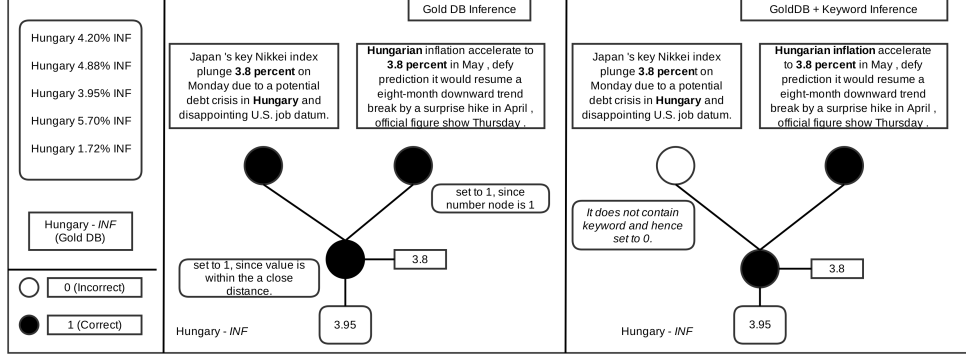 Gold DB Inference
GoldDB + Keyword Inference
Hungary 4.20% INF
Hungary 4.88% INF
Hungary 3.95% INF
Hungary 5.70% INF
Hungary 1.72% INF
Hungary - INF
(Gold DB)
0 (Incorrect)
1 (Correct)
Japan 's key Nikkei index
plunge 3.8 percent on
Monday due to a potential
debt crisis in Hungary and
disappointing U.S. job datum.
Hungarian inflation accelerate to
3.8 percent in May , defy
prediction it would resume a
eight-month downward trend
break by a surprise hike in April ,
official figure show Thursday .
set to 1, since
number node is 1
set to 1, since value is
within the a close
distance.
3.8
3.95
Hungary - INF
Japan 's key Nikkei index
plunge 3.8 percent on
Monday due to a potential
debt crisis in Hungary and
disappointing U.S. job datum.
Hungarian inflation accelerate
to 3.8 percent in May , defy
prediction it would resume a
eight-month downward trend
break by a surprise hike in April ,
official figure show Thursday .
It does not contain
keyword and hence
set to 0.
3.8
3.95
Hungary - INF